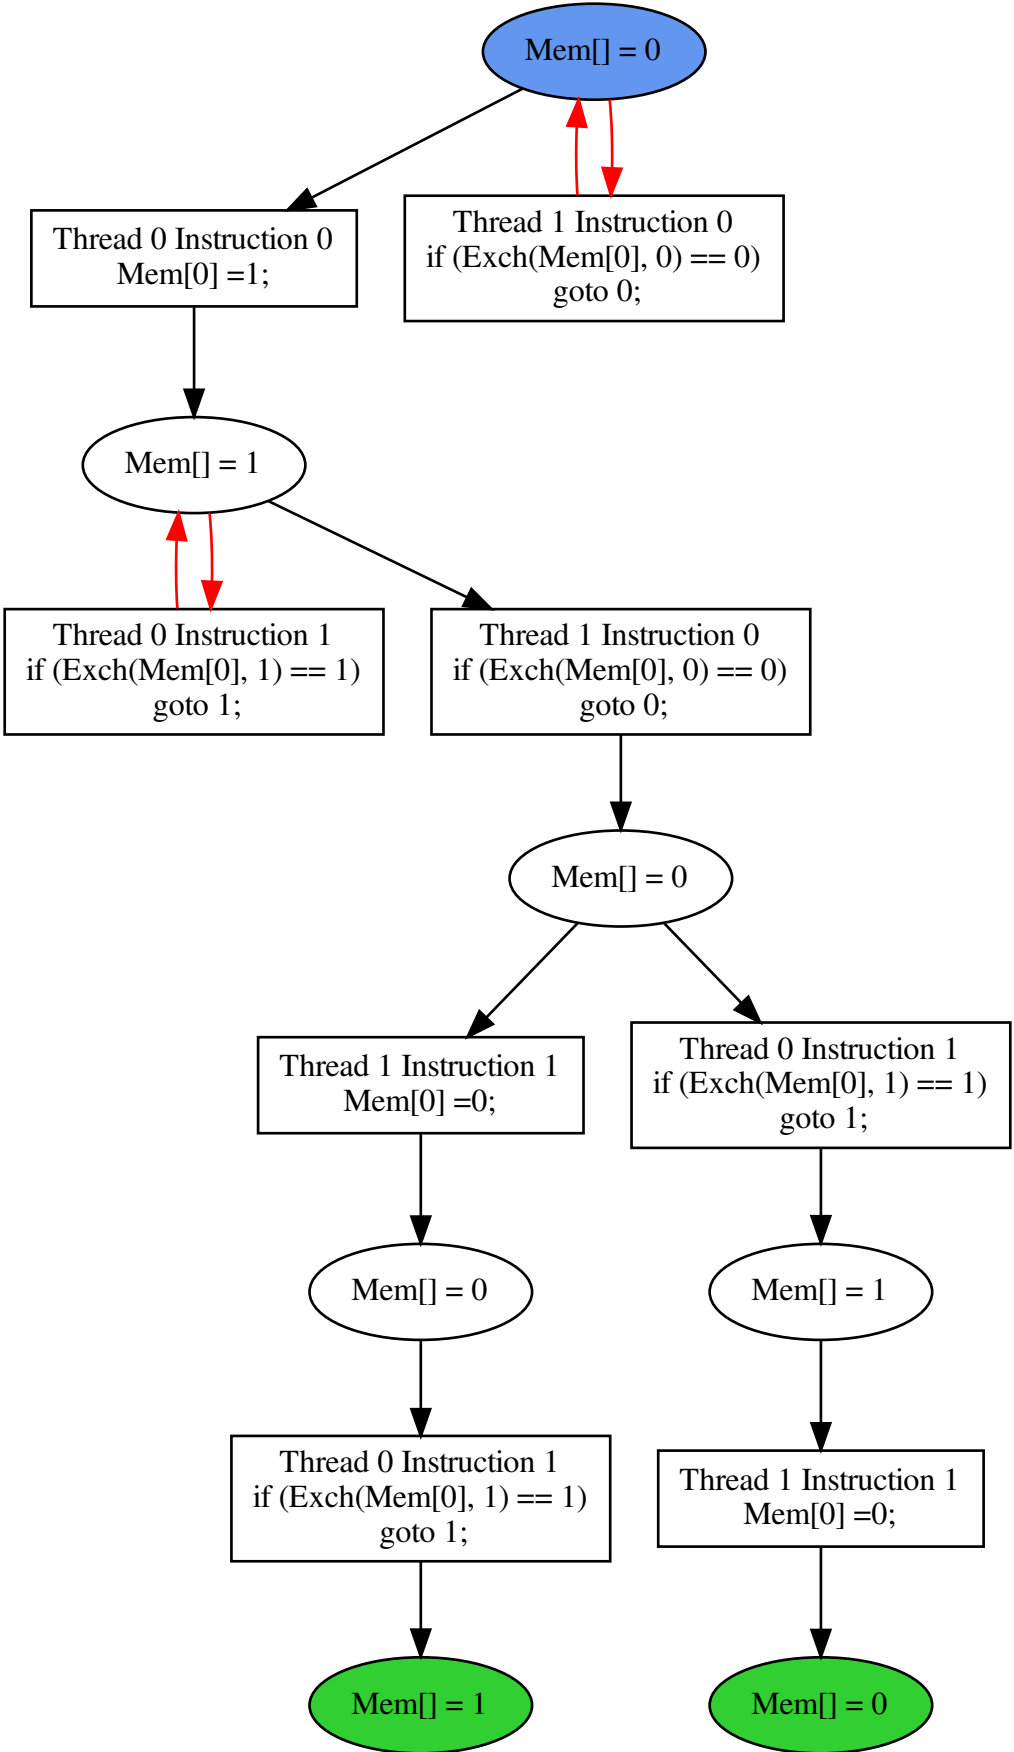 Mem[] = 0
Thread 0 Instruction 0
Mem[0] =1;
Thread 1 Instruction 0
if (Exch(Mem[0], 0) == 0)
goto 0;
Mem[] = 1
Thread 0 Instruction 1
if (Exch(Mem[0], 1) == 1)
goto 1;
Thread 1 Instruction 0
if (Exch(Mem[0], 0) == 0)
goto 0;
Mem[] = 0
Thread 1 Instruction 1
Mem[0] =0;
Thread 0 Instruction 1
if (Exch(Mem[0], 1) == 1)
goto 1;
Mem[] = 0
Mem[] = 1
Thread 0 Instruction 1
if (Exch(Mem[0], 1) == 1)
goto 1;
Thread 1 Instruction 1
Mem[0] =0;
Mem[] = 1
Mem[] = 0